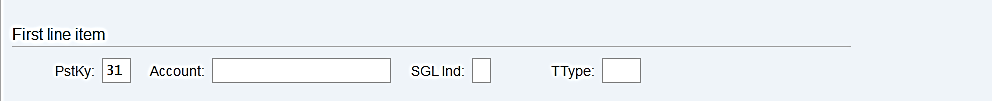 First line item
PstKy: 31 Account: SGL Ind: TType: